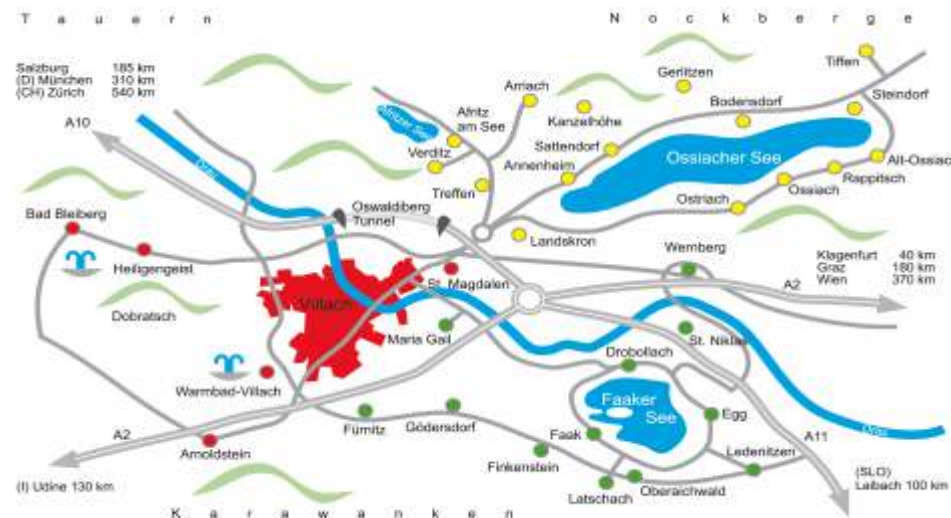 T a u e r n
N o c k b e r g e
Salzburg 185 km
(D) München 310 km
(CH) Zürich 540 km
A10
Drau
Afritzer See
Afritz
am See
Arriach
Verditz
Treffen
Kanzelhöhe
Gerlitzen
Bodensdorf
Tiffen
Steindorf
Sattendorf
Annenheim
Ossiacher See
Alt-Ossiach
Rappitsch
Ossiach
Ostriach
Landskron
Oswaldiberg
Tunnel
Bad Bleiberg
Heiligengeist
Dobratsch
Villach
St. Magdalen
Maria Gail
Wernberg
Klagenfurt 40 km
Graz 180 km
Wien 370 km
A2
St. Niklas
Drobollach
Warmbad-Villach
Faaker
See
Egg
Faak
Fürnitz
Gödersdorf
Finkenstein
Latschach
Oberaichwald
Ledenitzen
A11
Drau
A2
Arnoldstein
(I) Udine 130 km
(SLO)
Laibach 100 km
K a r a w a n k e n